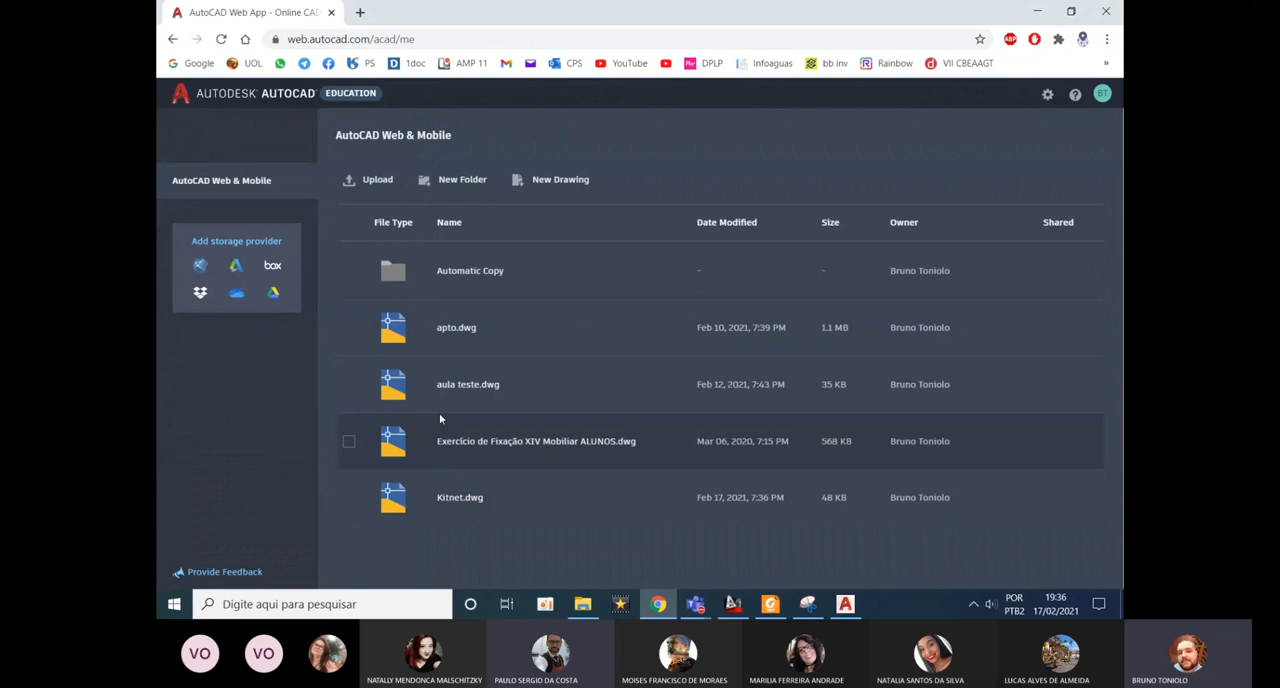 AutoCAD Web App - Online CAD
web.autocad.com/acad/me
ABP
Google UOL PS 1doc AMP 11 CPS YouTube DPLP Infoaguas bb inv Rainbow VII CBEAAGT »
AUTODESK® AUTOCAD® EDUCATION BT
AutoCAD Web & Mobile
AutoCAD Web & Mobile
Upload New Folder New Drawing
File Type Name Date Modified Size Owner Shared
Add storage provider
box
Automatic Copy - - Bruno Toniolo
apto.dwg Feb 10, 2021, 7:39 PM 1.1 MB Bruno Toniolo
aula teste.dwg Feb 12, 2021, 7:43 PM 35 KB Bruno Toniolo
Exercício de Fixação XIV Mobiliar ALUNOS.dwg Mar 06, 2020, 7:15 PM 568 KB Bruno Toniolo
Kitnet.dwg Feb 17, 2021, 7:36 PM 48 KB Bruno Toniolo
Provide Feedback
Digite aqui para pesquisar
POR
PTB2
19:36
17/02/2021
VO VO
NATALLY MENDONCA MALSCHITZKY PAULO SERGIO DA COSTA MOISES FRANCISCO DE MORAES MARILIA FERREIRA ANDRADE NATALIA SANTOS DA SILVA LUCAS ALVES DE ALMEIDA BRUNO TONIOLO